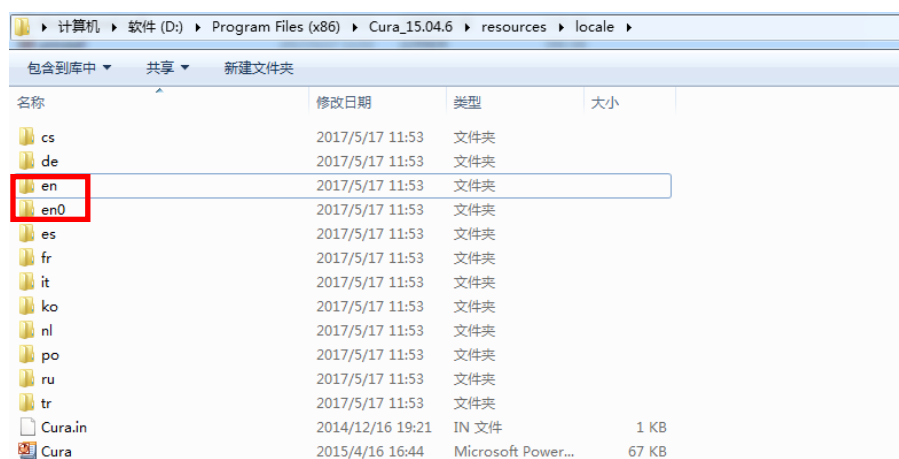 计算机 ▸ 软件 (D:) ▸ Program Files (x86) ▸ Cura_15.04.6 ▸ resources ▸ locale ▸
包含到库中 共享 新建文件夹
名称 修改日期 类型 大小
cs 2017/5/17 11:53 文件夹
de 2017/5/17 11:53 文件夹
en 2017/5/17 11:53 文件夹
en0 2017/5/17 11:53 文件夹
es 2017/5/17 11:53 文件夹
fr 2017/5/17 11:53 文件夹
it 2017/5/17 11:53 文件夹
ko 2017/5/17 11:53 文件夹
nl 2017/5/17 11:53 文件夹
po 2017/5/17 11:53 文件夹
ru 2017/5/17 11:53 文件夹
tr 2017/5/17 11:53 文件夹
Cura.in 2014/12/16 19:21 IN 文件 1 KB
Cura 2015/4/16 16:44 Microsoft Power... 67 KB